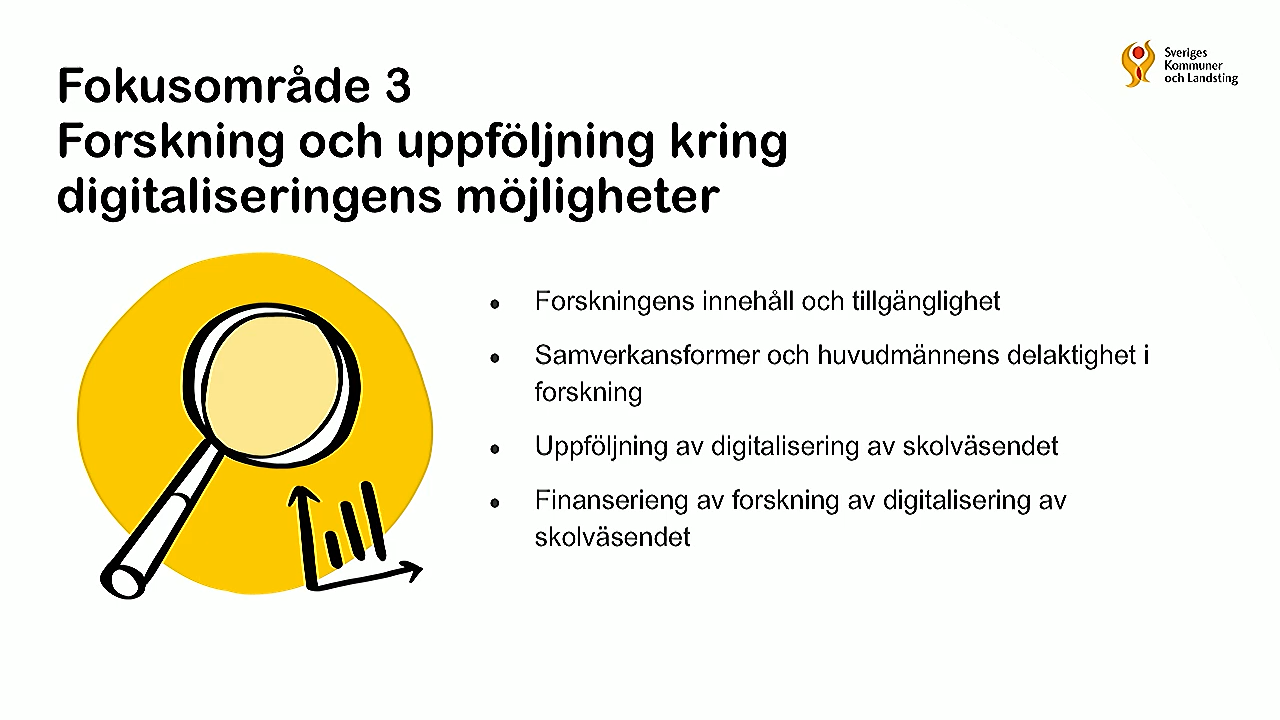 Sveriges
Kommuner
och Landsting
Fokusområde 3
Forskning och uppföljning kring
digitaliseringens möjligheter
• Forskningens innehåll och tillgänglighet
• Samverkansformer och huvudmännens delaktighet i
forskning
• Uppföljning av digitalisering av skolväsendet
• Finanserieng av forskning av digitalisering av
skolväsendet